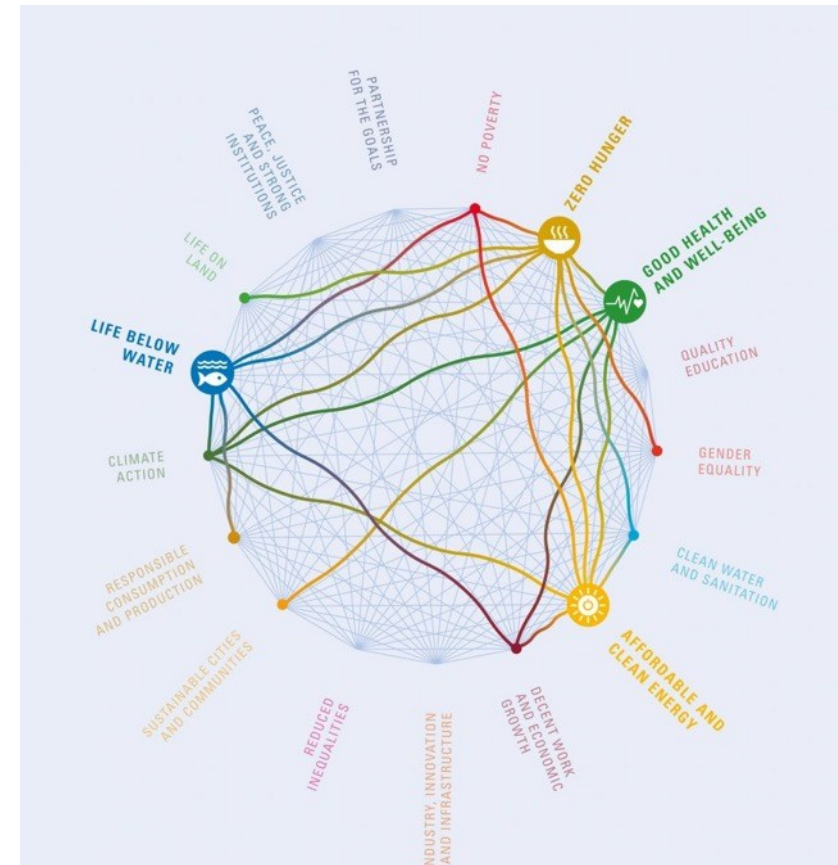 NO POVERTY
ZERO HUNGER
GOOD HEALTH
AND WELL-BEING
QUALITY
EDUCATION
GENDER
EQUALITY
CLEAN WATER
AND SANITATION
AFFORDABLE AND
CLEAN ENERGY
DECENT WORK
AND ECONOMIC
GROWTH
NDUSTRY, INNOVATION
AND INFRASTRUCTURE
REDUCED
INEQUALITIES
SUSTAINABLE CITIES
AND COMMUNITIES
RESPONSIBLE
CONSUMPTION
AND PRODUCTION
CLIMATE
ACTION
LIFE BELOW
WATER
LIFE ON
LAND
PEACE, JUSTICE
AND STRONG
INSTITUTIONS
PARTNERSHIP
FOR THE GOALS